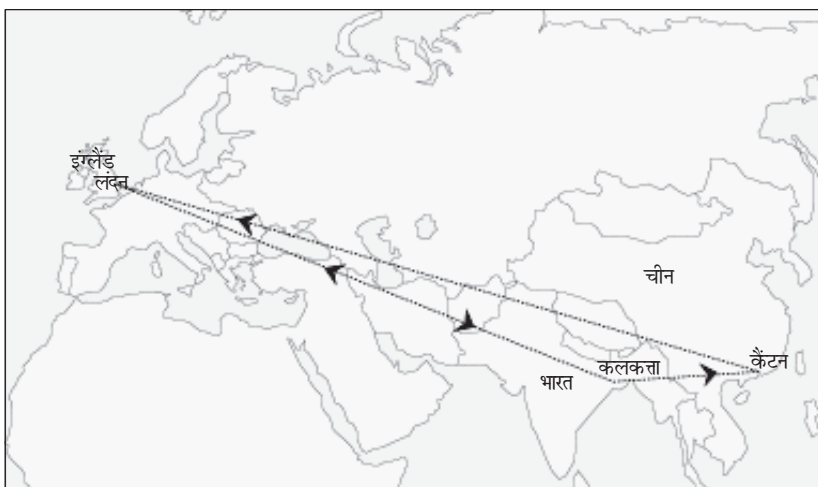 इंग्लैंड
लंदन
चीन
कैंटन
कलकत्ता
भारत